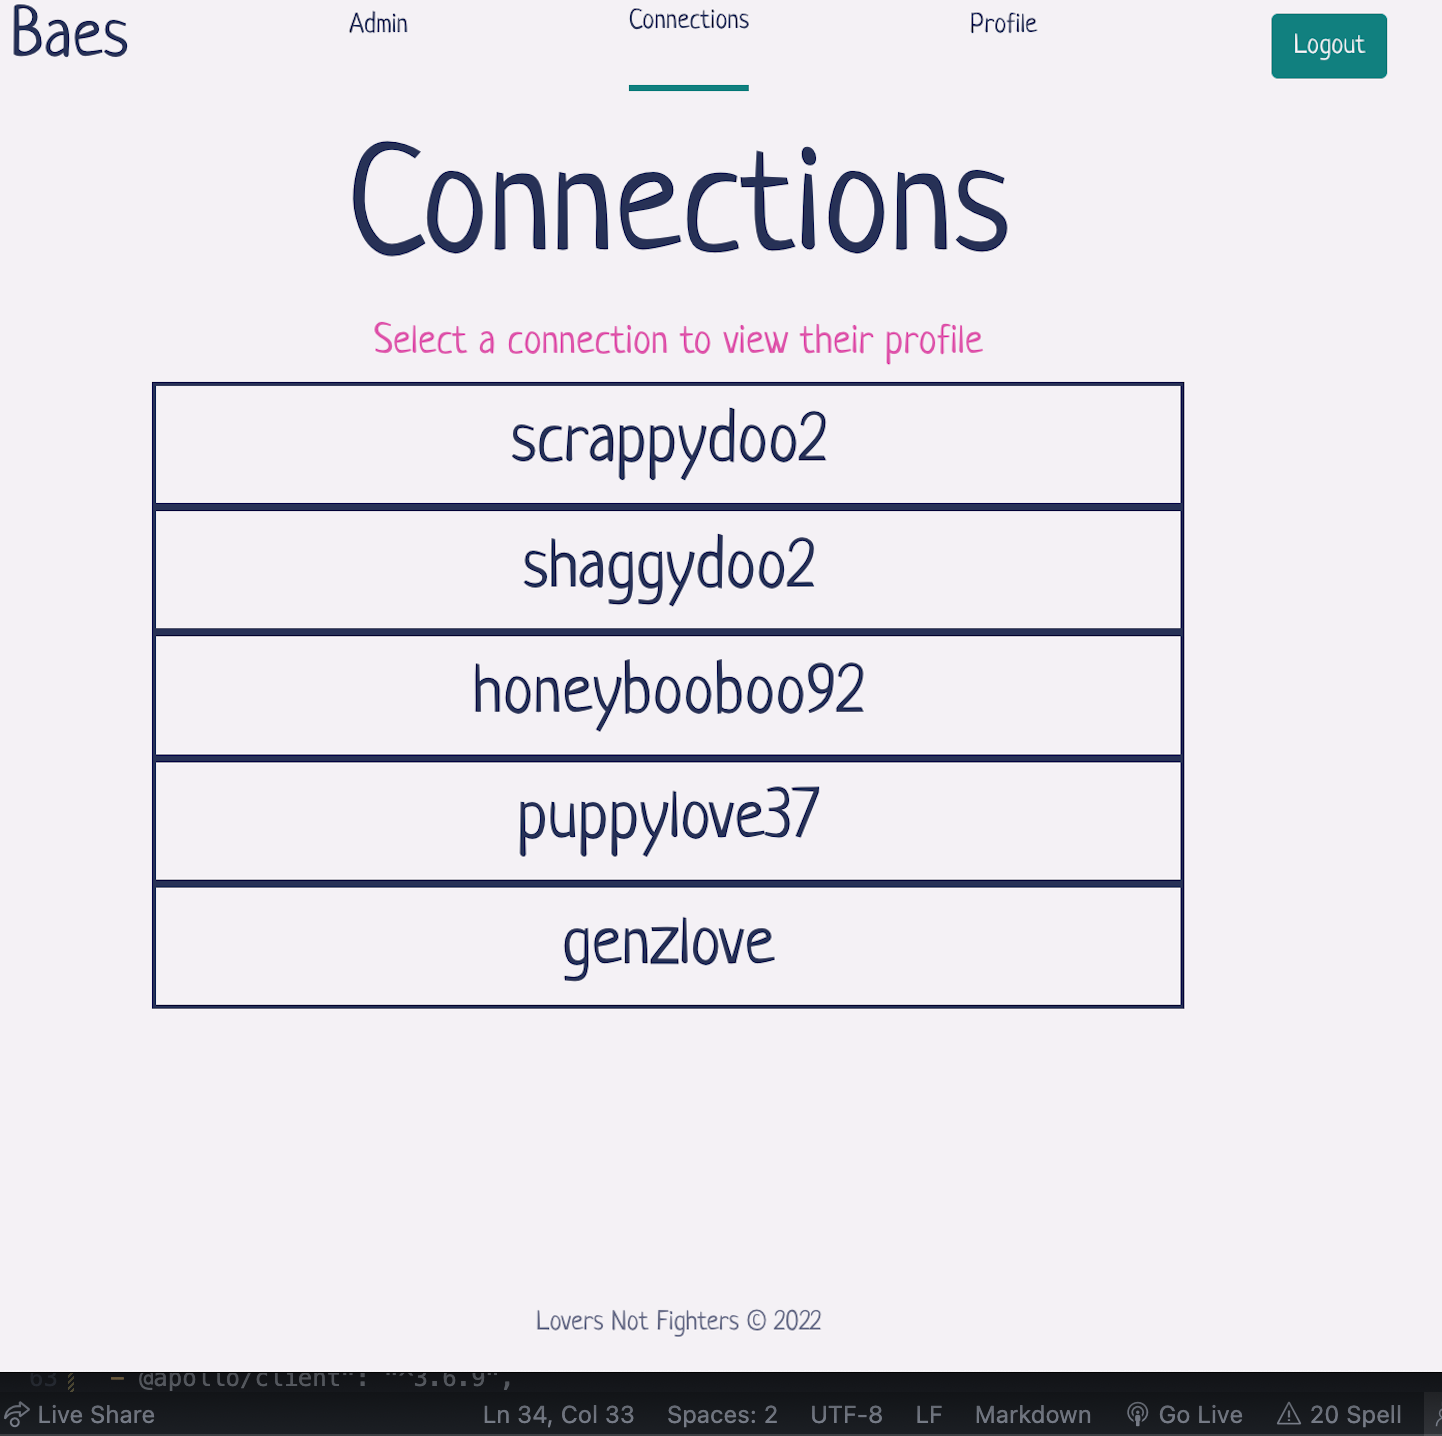 Baes
Admin
Connections
Profile
Logout
Connections
Select a connection to view their profile
scrappydoo2
shaggydoo2
honeybooboo92
puppylove37
genzlove
Lovers Not Fighters © 2022
63 - @apollo/client": "^3.6.9",
Live Share Ln 34, Col 33 Spaces: 2 UTF-8 LF Markdown Go Live 20 Spell